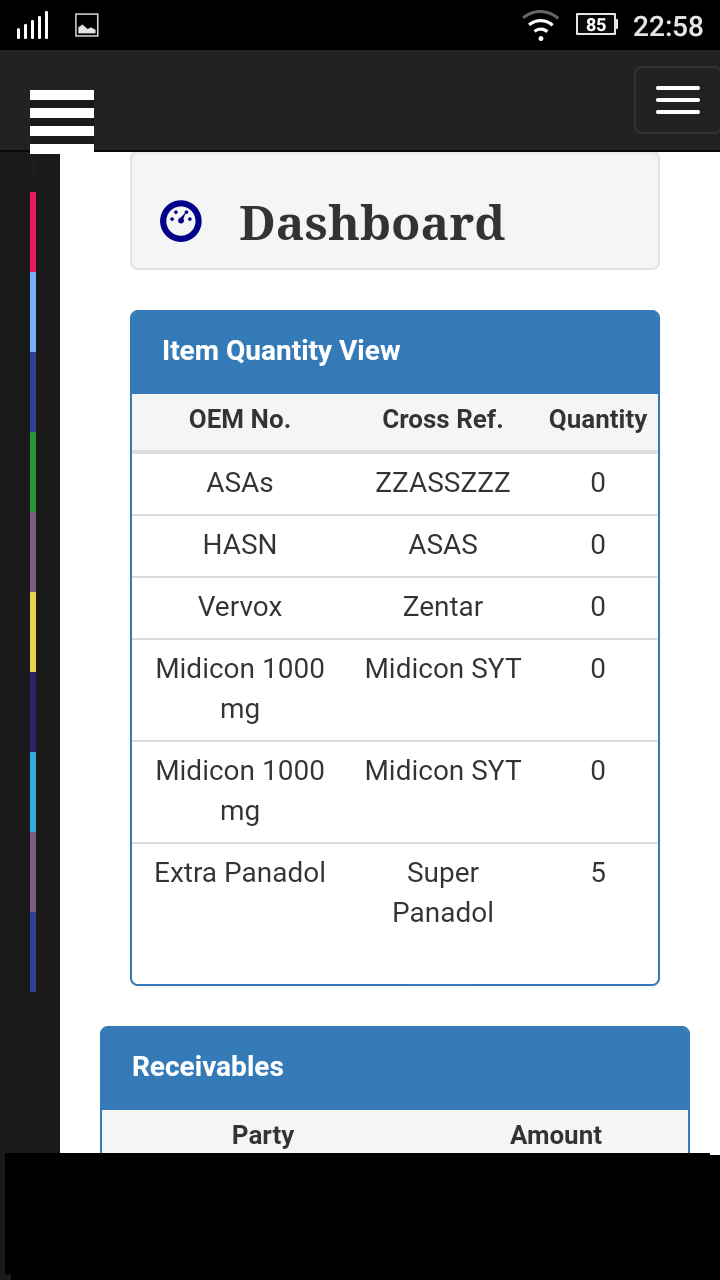 85 22:58
Dashboard
Item Quantity View
OEM No. Cross Ref. Quantity
ASAs ZZASSZZZ 0
HASN ASAS 0
Vervox Zentar 0
Midicon 1000 Midicon SYT 0
mg
Midicon 1000 Midicon SYT 0
mg
Extra Panadol Super 5
Panadol
Receivables
Party Amount